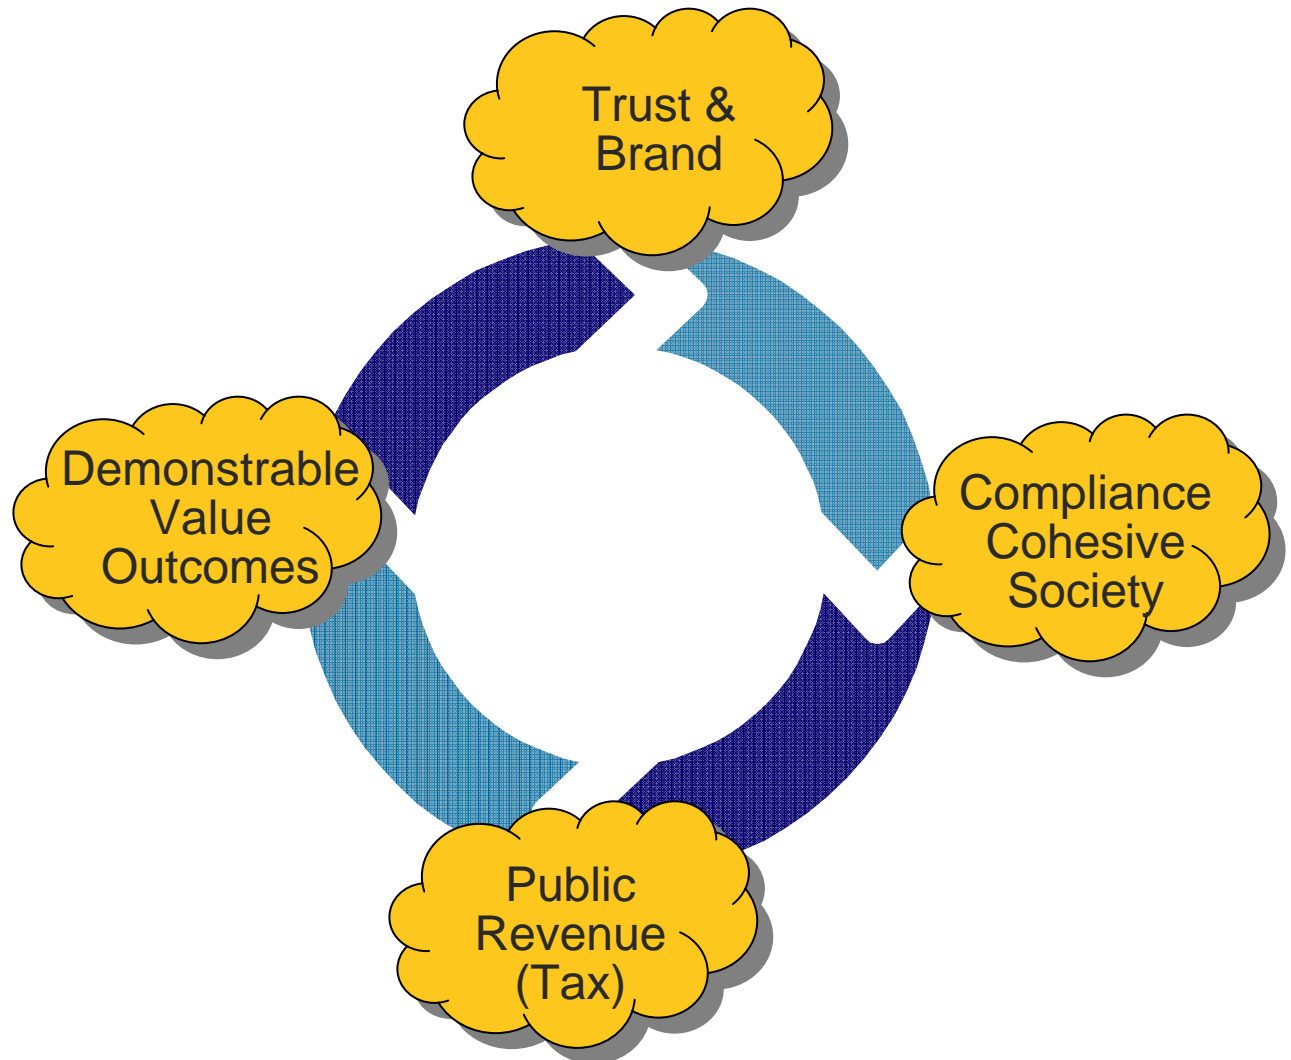 Trust &
Brand
Demonstrable
Value
Outcomes
Compliance
Cohesive
Society
Public
Revenue
(Tax)